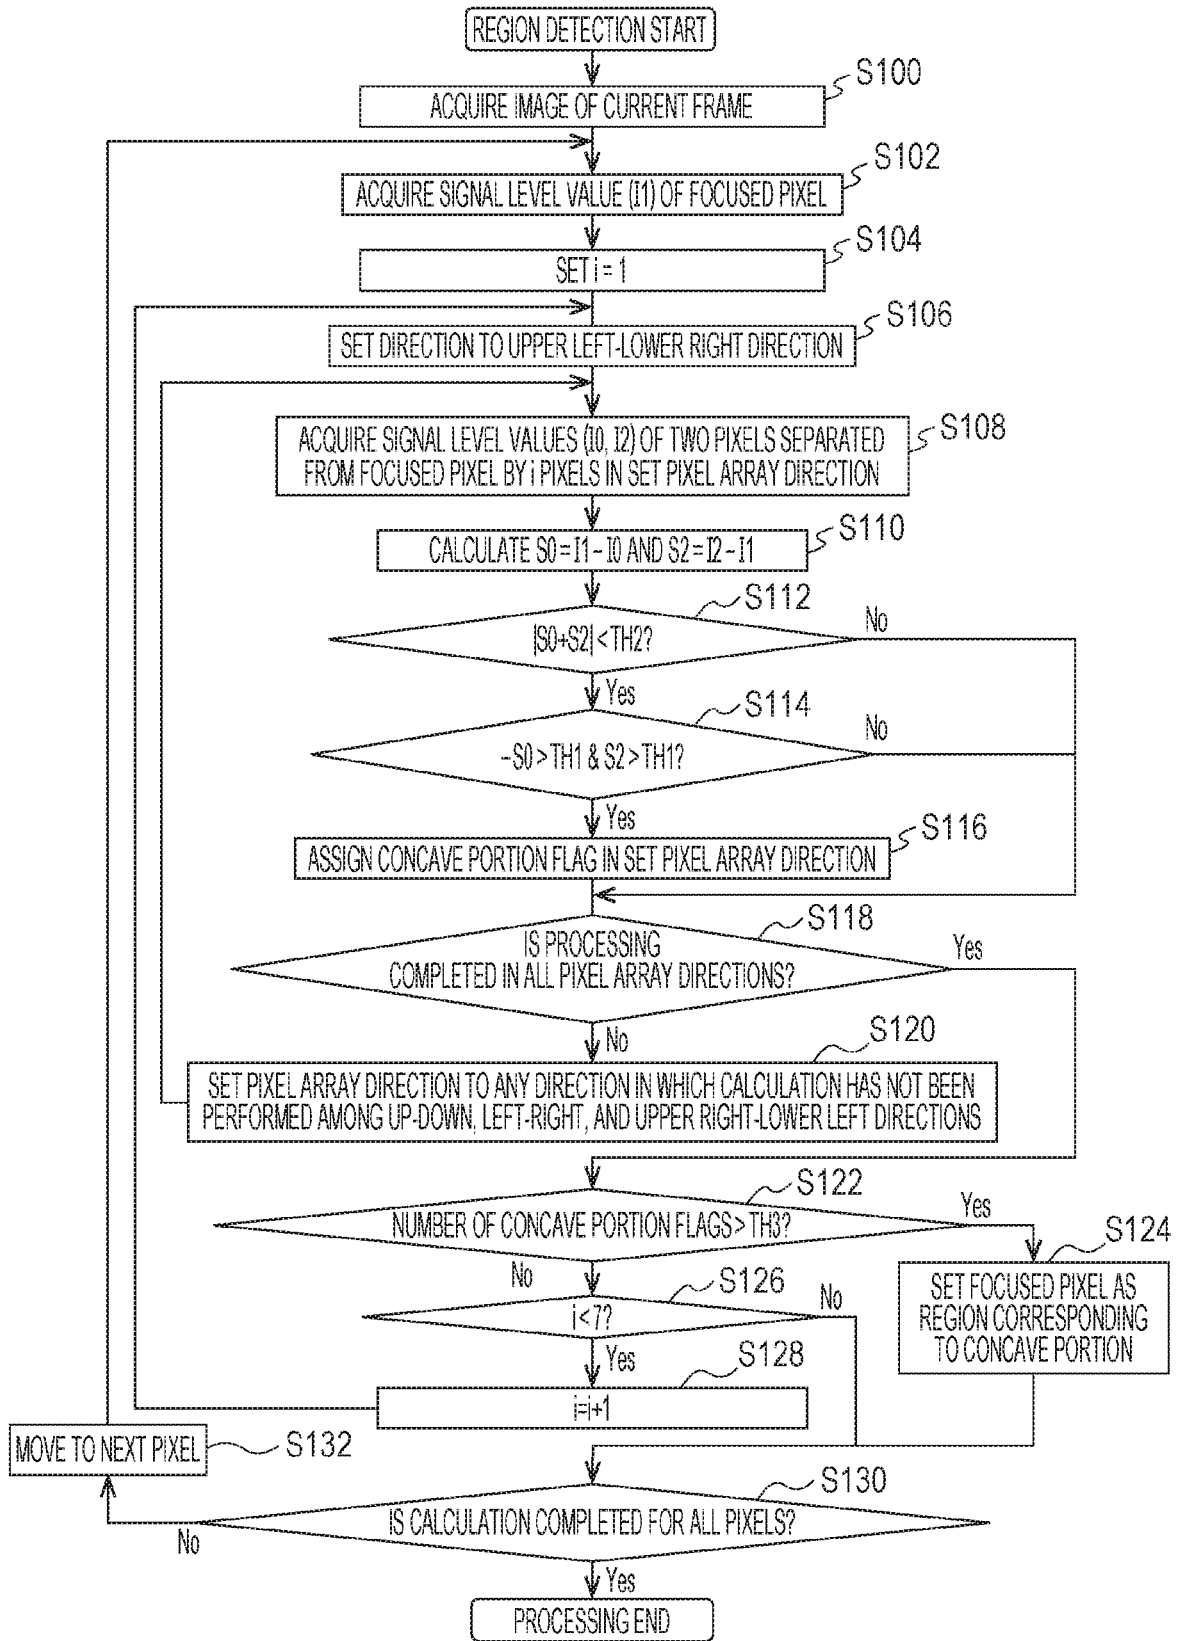 REGION DETECTION START
S100
ACQUIRE IMAGE OF CURRENT FRAME
S102
ACQUIRE SIGNAL LEVEL VALUE (I1) OF FOCUSED PIXEL
S104
SET i = 1
S106
SET DIRECTION TO UPPER LEFT-LOWER RIGHT DIRECTION
S108
ACQUIRE SIGNAL LEVEL VALUES (I0, I2) OF TWO PIXELS SEPARATED
FROM FOCUSED PIXEL BY i PIXELS IN SET PIXEL ARRAY DIRECTION
S110
CALCULATE S0 = I1 – I0 AND S2 = I2 – I1
S112
|S0+S2| < TH2?
No
Yes
S114
–S0 > TH1 & S2 > TH1?
No
Yes
S116
ASSIGN CONCAVE PORTION FLAG IN SET PIXEL ARRAY DIRECTION
S118
IS PROCESSING
COMPLETED IN ALL PIXEL ARRAY DIRECTIONS?
Yes
No
S120
SET PIXEL ARRAY DIRECTION TO ANY DIRECTION IN WHICH CALCULATION HAS NOT BEEN
PERFORMED AMONG UP-DOWN, LEFT-RIGHT, AND UPPER RIGHT-LOWER LEFT DIRECTIONS
S122
NUMBER OF CONCAVE PORTION FLAGS > TH3?
Yes
No
S124
SET FOCUSED PIXEL AS
REGION CORRESPONDING
TO CONCAVE PORTION
S126
i < 7?
No
Yes
S128
i=i+1
MOVE TO NEXT PIXEL
S132
S130
IS CALCULATION COMPLETED FOR ALL PIXELS?
No
Yes
PROCESSING END